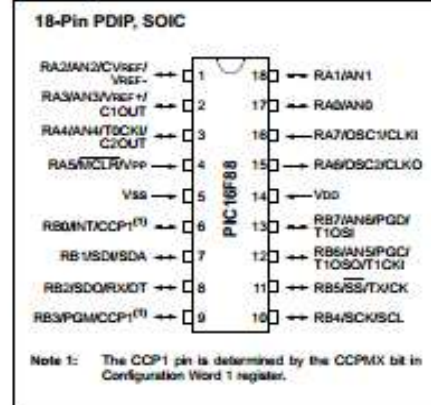 18-Pin PDIP, SOIC
RA2/AN2/CVREF/
VREF-
RA3/AN3/VREF+/
C1OUT
RA4/AN4/T0CKI/
C2OUT
RA5/MCLR/VPP
VSS
RB0/INT/CCP1(1)
RB1/SDI/SDA
RB2/SDO/RX/DT
RB3/PGM/CCP1(1)
1
2
3
4
5
6
7
8
9
PIC16F88
18
17
16
15
14
13
12
11
10
RA1/AN1
RA0/AN0
RA7/OSC1/CLKI
RA6/OSC2/CLKO
VDD
RB7/AN6/PGD/
T1OSI
RB6/AN5/PGC/
T1OSO/T1CKI
RB5/SS/TX/CK
RB4/SCK/SCL
Note 1: The CCP1 pin is determined by the CCPMX bit in
Configuration Word 1 register.